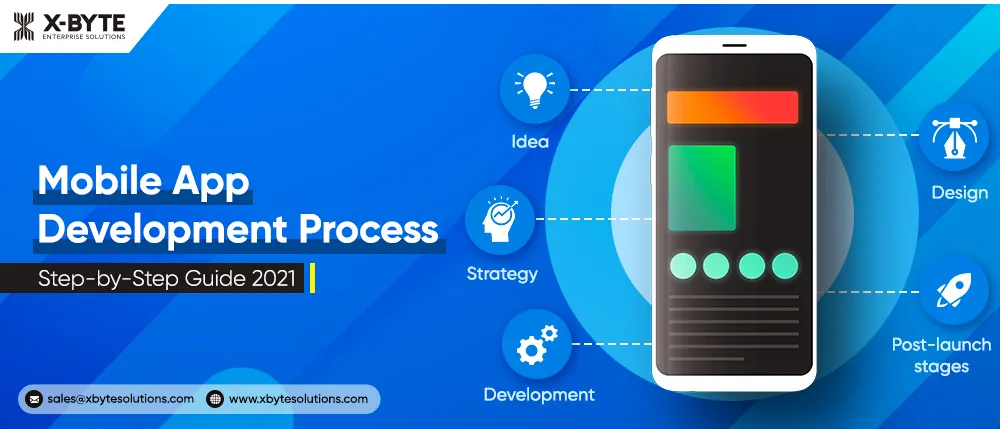 X-BYTE
ENTERPRISE SOLUTIONS
Mobile App
Development Process
Step-by-Step Guide 2021
Idea
Strategy
Development
Design
Post-launch
stages
sales@xbytesolutions.com
www.xbytesolutions.com